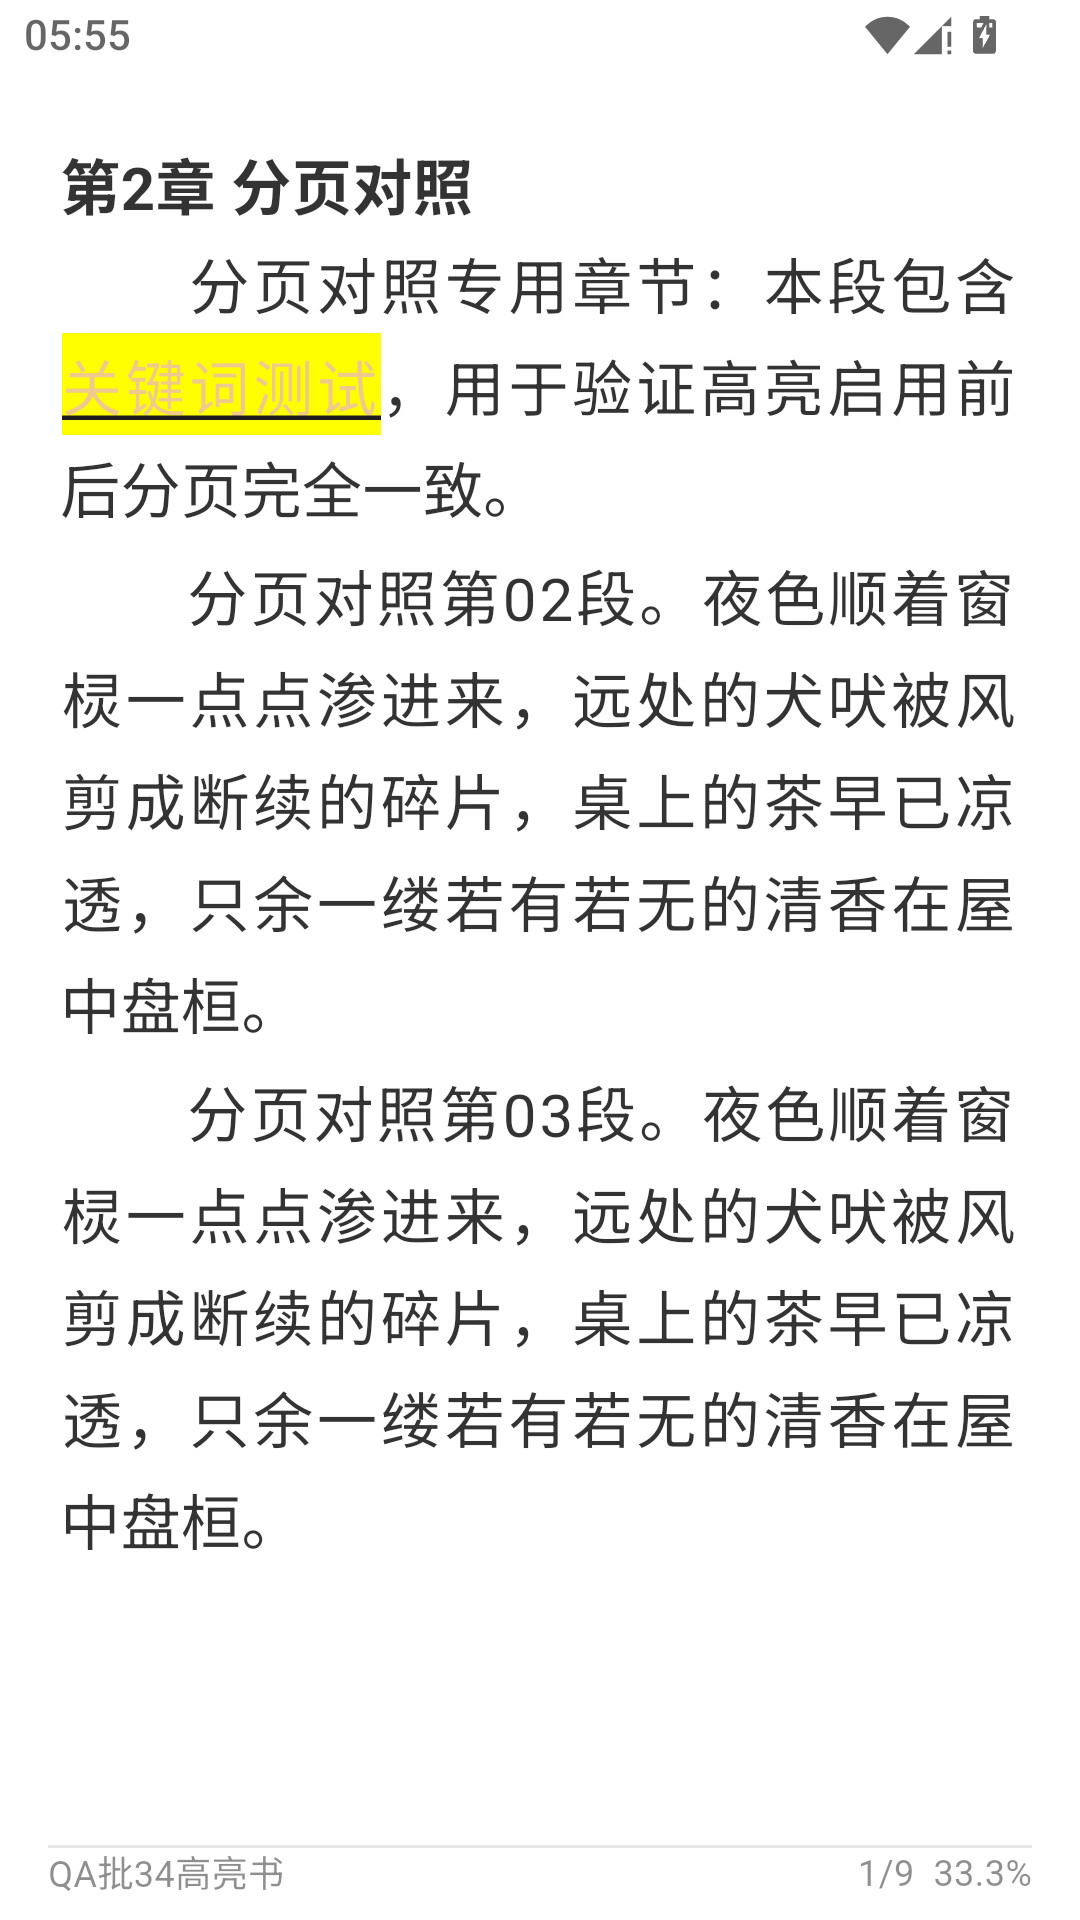 05:55
第2章 分页对照
分页对照专用章节：本段包含
关键词测试，用于验证高亮启用前
后分页完全一致。
分页对照第02段。夜色顺着窗
棂一点点渗进来，远处的犬吠被风
剪成断续的碎片，桌上的茶早已凉
透，只余一缕若有若无的清香在屋
中盘桓。
分页对照第03段。夜色顺着窗
棂一点点渗进来，远处的犬吠被风
剪成断续的碎片，桌上的茶早已凉
透，只余一缕若有若无的清香在屋
中盘桓。
QA批34高亮书 1/9 33.3%